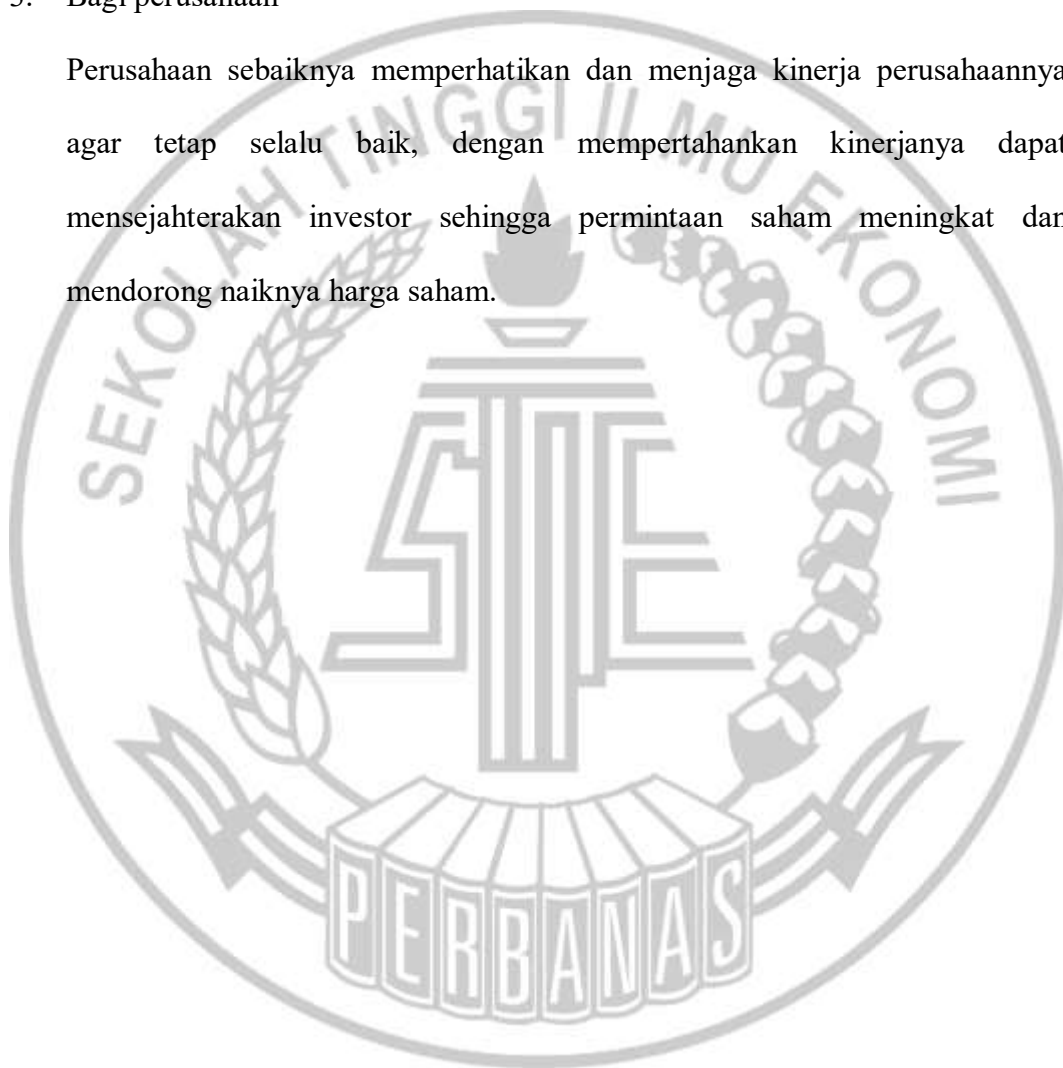 Bagi perusahaan
Perusahaan sebaiknya memperhatikan dan menjaga kinerja perusahaannya
agar tetap selalu baik, dengan mempertahankan kinerjanya dapat
mensejahterakan investor sehingga permintaan saham meningkat dan
mendorong naiknya harga saham.
SEKOLAH TINGGI ILMU EKONOMI
STIE
PERBANAS